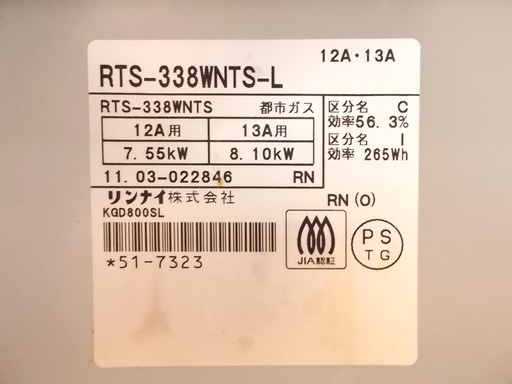 12A・13A
RTS-338WNTS-L
RTS-338WNTS 都市ガス
12A用 13A用
7.55kW 8.10kW
11.03-022846 RN
区分名 C
効率56.3%
区分名 I
効率 265Wh
リンナイ株式会社
KGD800SL
RN(O)
*51-7323
JIA認証
PS
TG